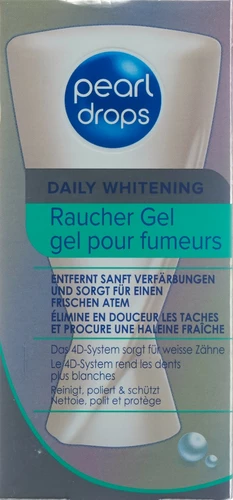 pearl
drops
DAILY WHITENING
Raucher Gel
gel pour fumeurs
ENTFERNT SANFT VERFÄRBUNGEN
UND SORGT FÜR EINEN
FRISCHEN ATEM
ÉLIMINE EN DOUCEUR LES TACHES
ET PROCURE UNE HALEINE FRAÎCHE
Das 4D-System sorgt für weisse Zähne
Le 4D-System rend les dents
plus blanches
Reinigt, poliert & schützt
Nettoie, polit et protège